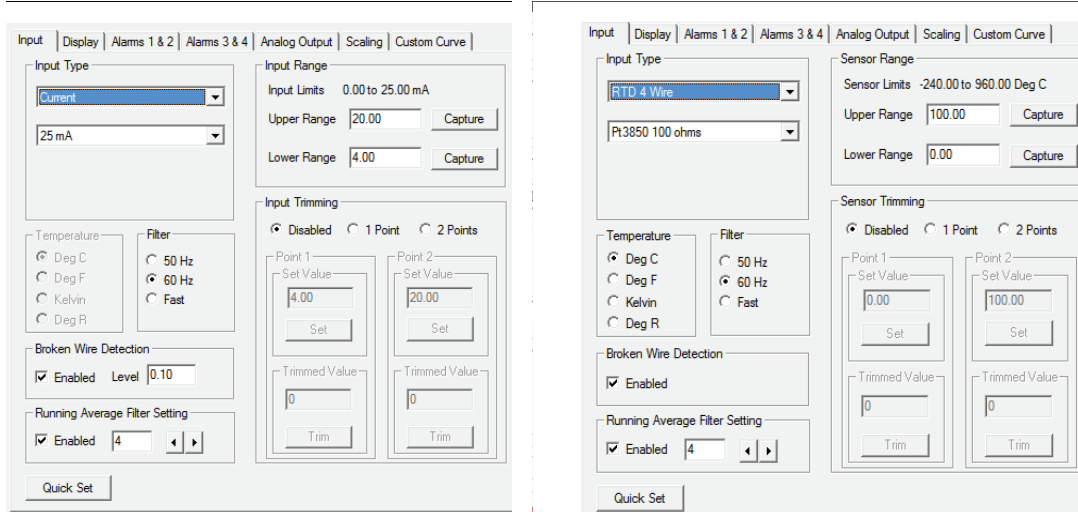 Input Display Alarms 1 & 2 Alarms 3 & 4 Analog Output Scaling Custom Curve
Input Type
Current
25 mA
Input Range
Input Limits 0.00 to 25.00 mA
Upper Range 20.00 Capture
Lower Range 4.00 Capture
Temperature
Deg C
Deg F
Kelvin
Deg R
Filter
50 Hz
60 Hz
Fast
Input Trimming
Disabled 1 Point 2 Points
Point 1
Set Value
4.00
Set
Trimmed Value
0
Trim
Point 2
Set Value
20.00
Set
Trimmed Value
0
Trim
Broken Wire Detection
Enabled Level 0.10
Running Average Filter Setting
Enabled 4
Quick Set
Input Display Alarms 1 & 2 Alarms 3 & 4 Analog Output Scaling Custom Curve
Input Type
RTD 4 Wire
Pt3850 100 ohms
Sensor Range
Sensor Limits -240.00 to 960.00 Deg C
Upper Range 100.00 Capture
Lower Range 0.00 Capture
Temperature
Deg C
Deg F
Kelvin
Deg R
Filter
50 Hz
60 Hz
Fast
Sensor Trimming
Disabled 1 Point 2 Points
Point 1
Set Value
0.00
Set
Trimmed Value
0
Trim
Point 2
Set Value
100.00
Set
Trimmed Value
0
Trim
Broken Wire Detection
Enabled
Running Average Filter Setting
Enabled 4
Quick Set